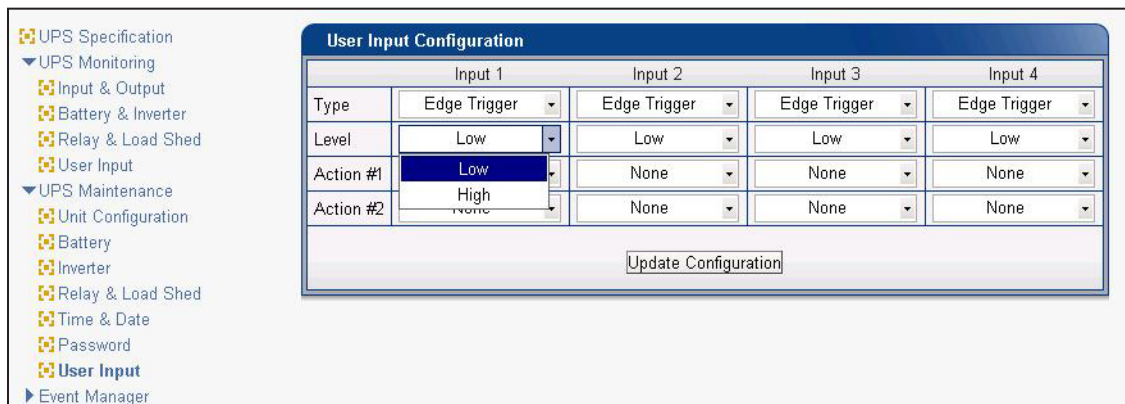 UPS Specification
UPS Monitoring
Input & Output
Battery & Inverter
Relay & Load Shed
User Input
UPS Maintenance
Unit Configuration
Battery
Inverter
Relay & Load Shed
Time & Date
Password
User Input
Event Manager
User Input Configuration
Input 1 Input 2 Input 3 Input 4
Type Edge Trigger Edge Trigger Edge Trigger Edge Trigger
Level Low Low Low Low
Low
High
Action #1 None None None
Action #2 None None None None
Update Configuration